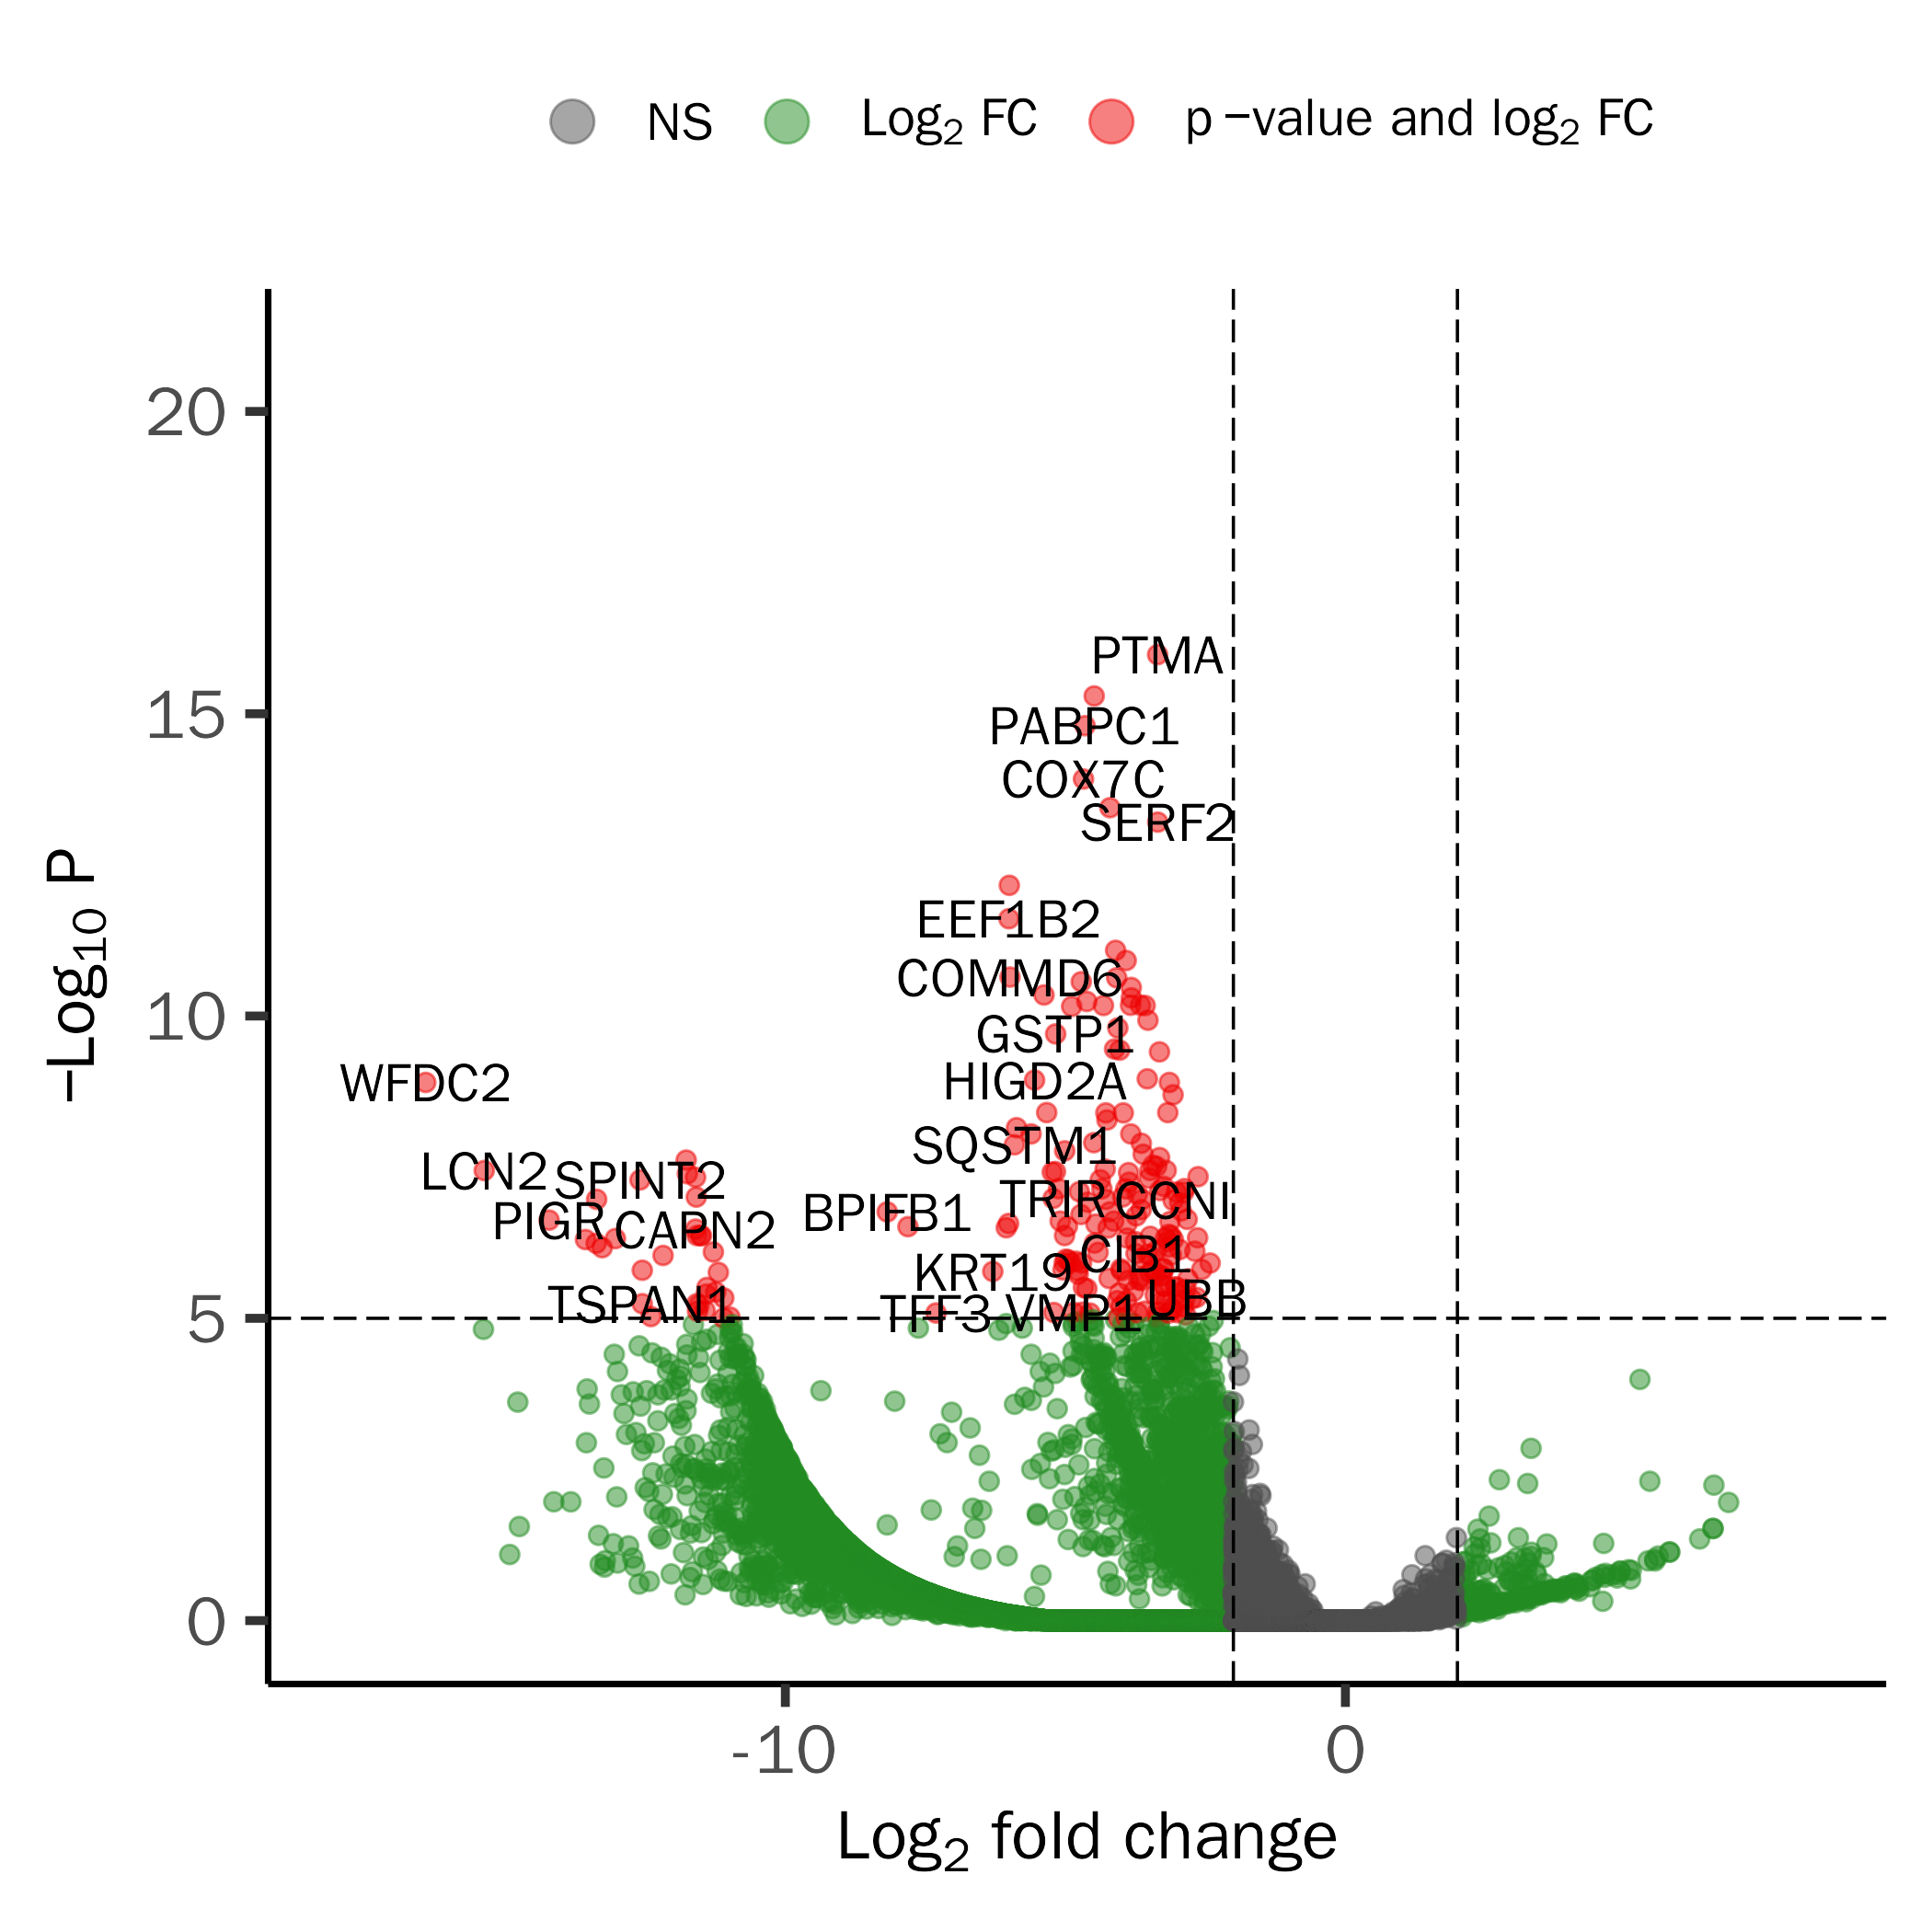 NS Log2 FC p −value and log2 FC
−Log10 P
20
15
10
5
0
PTMA
PABPC1
COX7C
SERF2
EEF1B2
COMMD6
GSTP1
WFDC2
HIGD2A
SQSTM1
LCN2 SPINT2
TRIR CCNI
BPIFB1
PIGR CAPN2
CIB1
KRT19
UBB
TSPAN1
TFF3 VMP1
-10 0
Log2 fold change